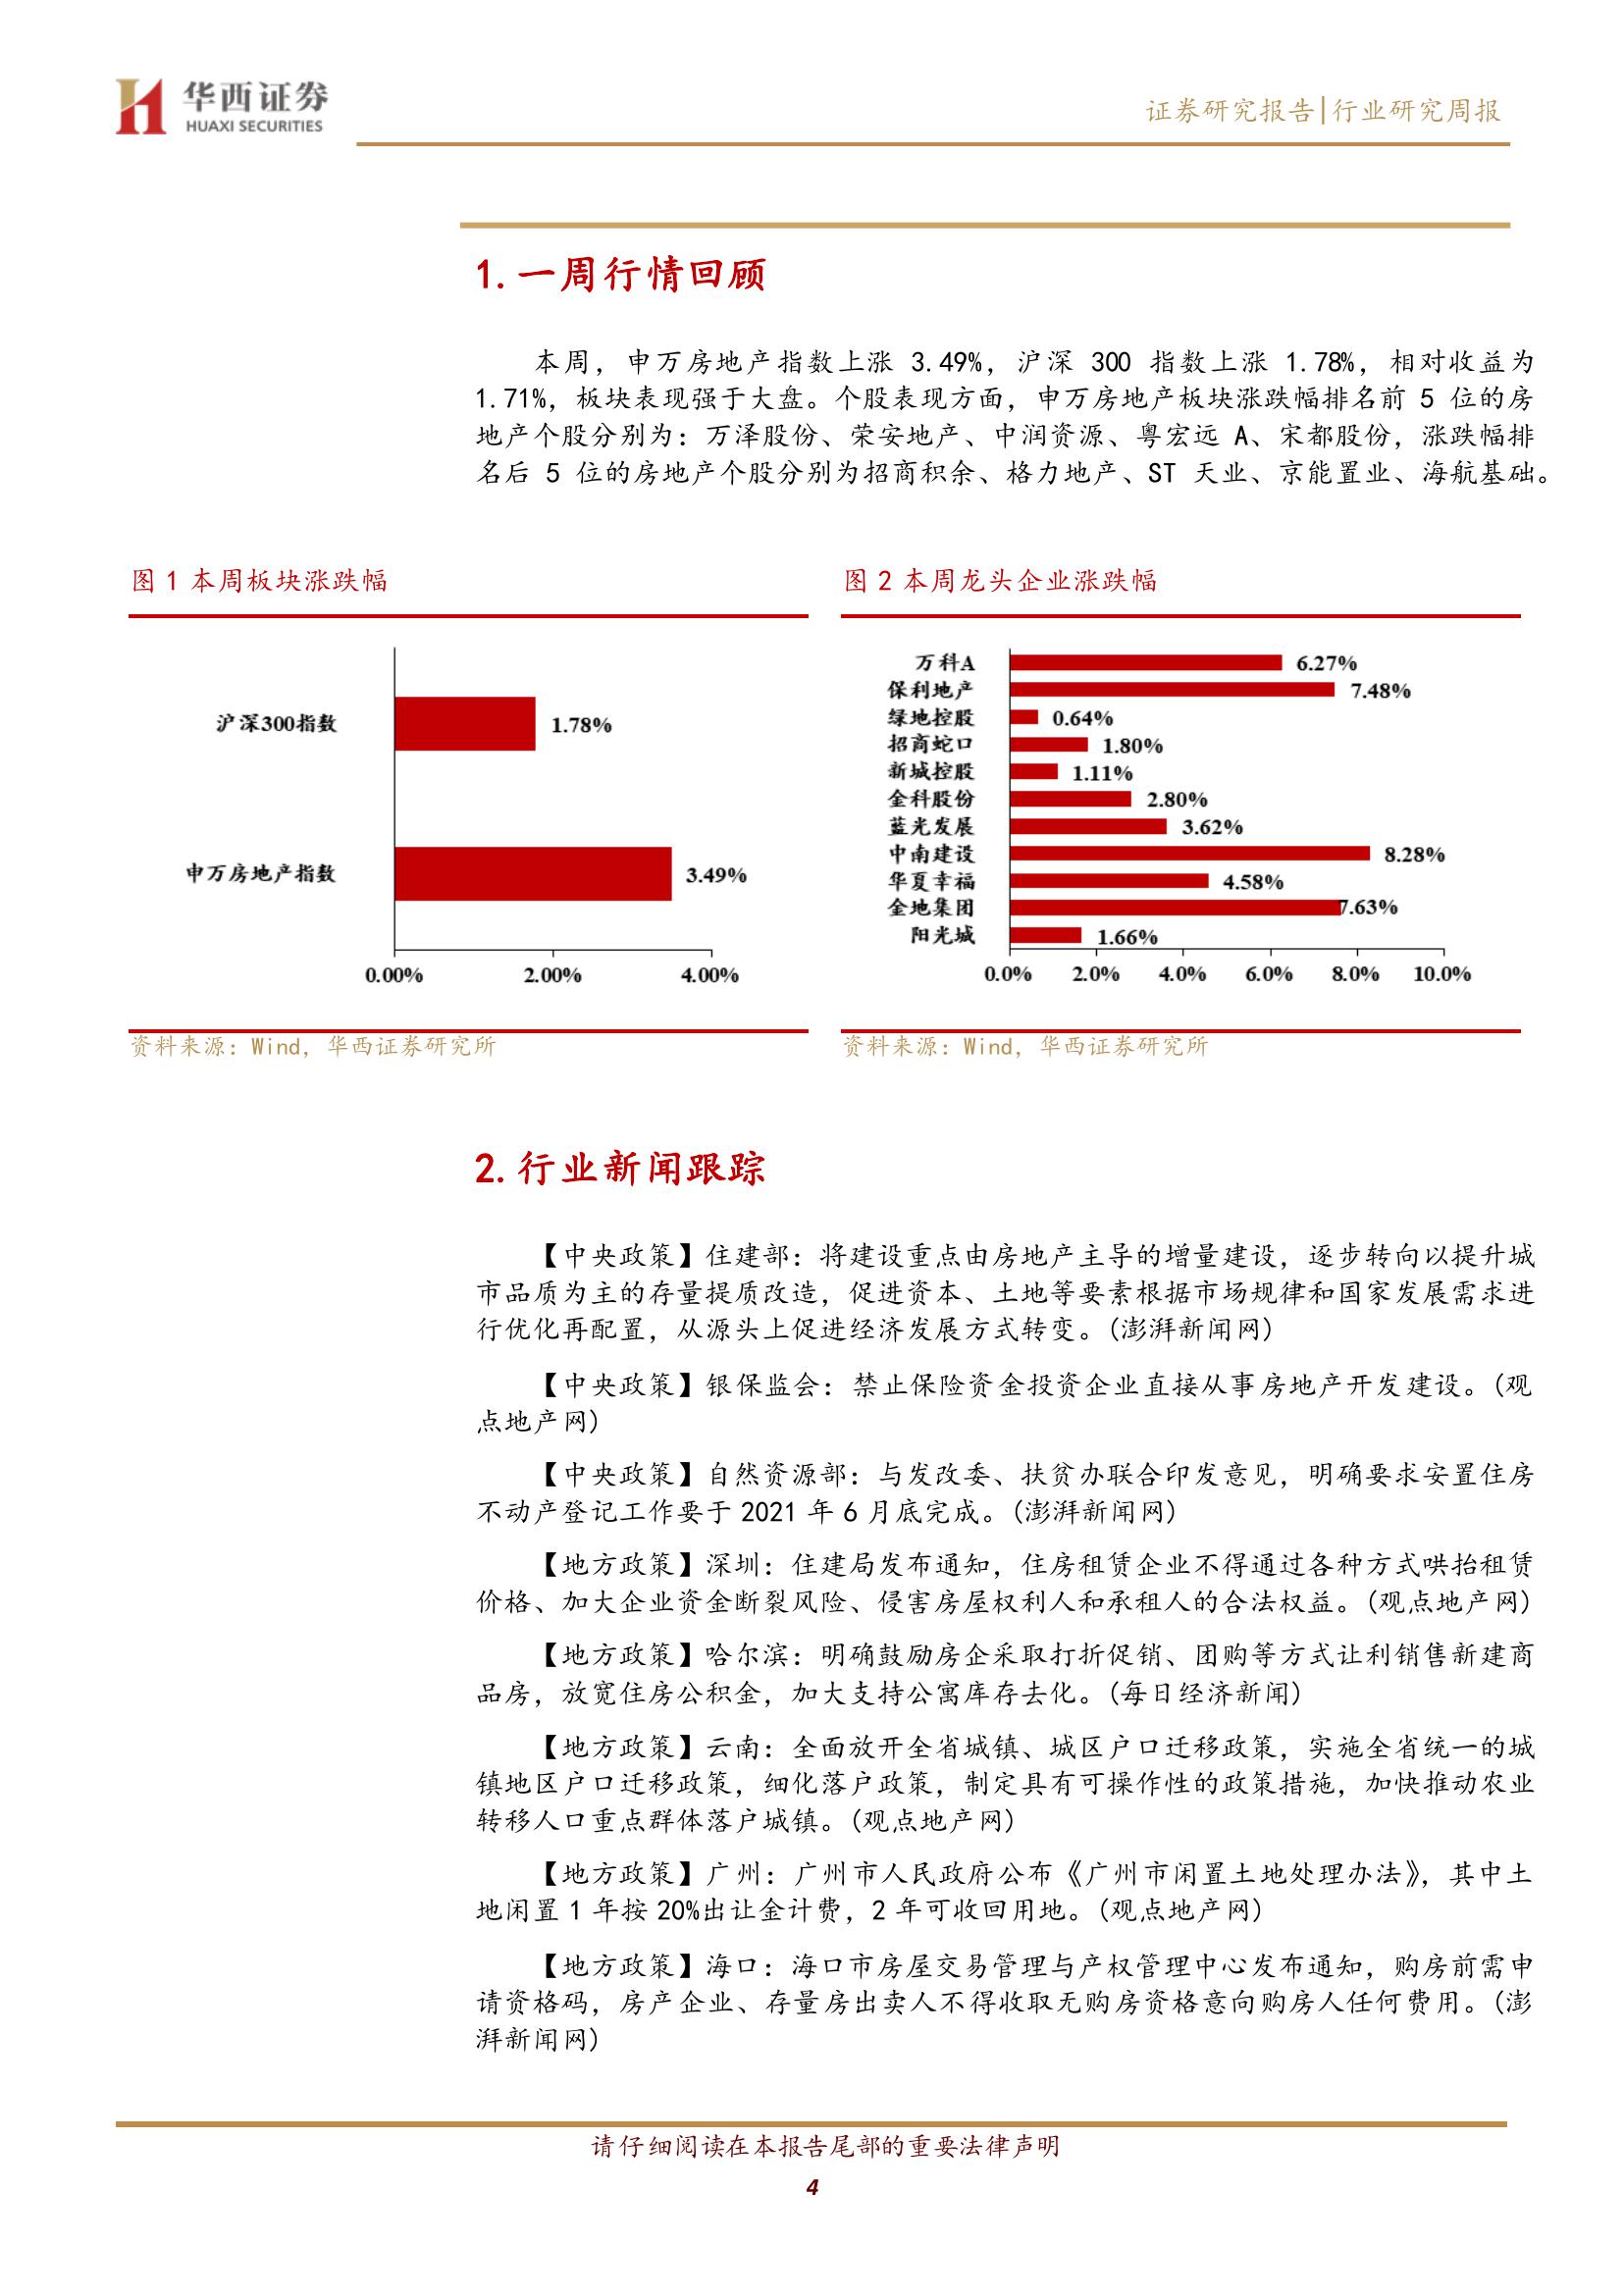 华西证券
HUAXI SECURITIES
证券研究报告|行业研究周报
1.一周行情回顾
本周，申万房地产指数上涨 3.49%，沪深 300 指数上涨 1.78%，相对收益为
1.71%，板块表现强于大盘。个股表现方面，申万房地产板块涨跌幅排名前 5 位的房
地产个股分别为：万泽股份、荣安地产、中润资源、粤宏远 A、宋都股份，涨跌幅排
名后 5 位的房地产个股分别为招商积余、格力地产、ST 天业、京能置业、海航基础。
图 1 本周板块涨跌幅
沪深300指数
1.78%
申万房地产指数
3.49%
0.00% 2.00% 4.00%
资料来源：Wind，华西证券研究所
图 2 本周龙头企业涨跌幅
万科A 6.27%
保利地产 7.48%
绿地控股 0.64%
招商蛇口 1.80%
新城控股 1.11%
金科股份 2.80%
蓝光发展 3.62%
中南建设 8.28%
华夏幸福 4.58%
金地集团 7.63%
阳光城 1.66%
0.0% 2.0% 4.0% 6.0% 8.0% 10.0%
资料来源：Wind，华西证券研究所
2.行业新闻跟踪
【中央政策】住建部：将建设重点由房地产主导的增量建设，逐步转向以提升城
市品质为主的存量提质改造，促进资本、土地等要素根据市场规律和国家发展需求进
行优化再配置，从源头上促进经济发展方式转变。(澎湃新闻网)
【中央政策】银保监会：禁止保险资金投资企业直接从事房地产开发建设。(观
点地产网)
【中央政策】自然资源部：与发改委、扶贫办联合印发意见，明确要求安置住房
不动产登记工作要于 2021 年 6 月底完成。(澎湃新闻网)
【地方政策】深圳：住建局发布通知，住房租赁企业不得通过各种方式哄抬租赁
价格、加大企业资金断裂风险、侵害房屋权利人和承租人的合法权益。(观点地产网)
【地方政策】哈尔滨：明确鼓励房企采取打折促销、团购等方式让利销售新建商
品房，放宽住房公积金，加大支持公寓库存去化。(每日经济新闻)
【地方政策】云南：全面放开全省城镇、城区户口迁移政策，实施全省统一的城
镇地区户口迁移政策，细化落户政策，制定具有可操作性的政策措施，加快推动农业
转移人口重点群体落户城镇。(观点地产网)
【地方政策】广州：广州市人民政府公布《广州市闲置土地处理办法》，其中土
地闲置 1 年按 20%出让金计费，2 年可收回用地。(观点地产网)
【地方政策】海口：海口市房屋交易管理与产权管理中心发布通知，购房前需申
请资格码，房产企业、存量房出卖人不得收取无购房资格意向购房人任何费用。(澎
湃新闻网)
请仔细阅读在本报告尾部的重要法律声明
4